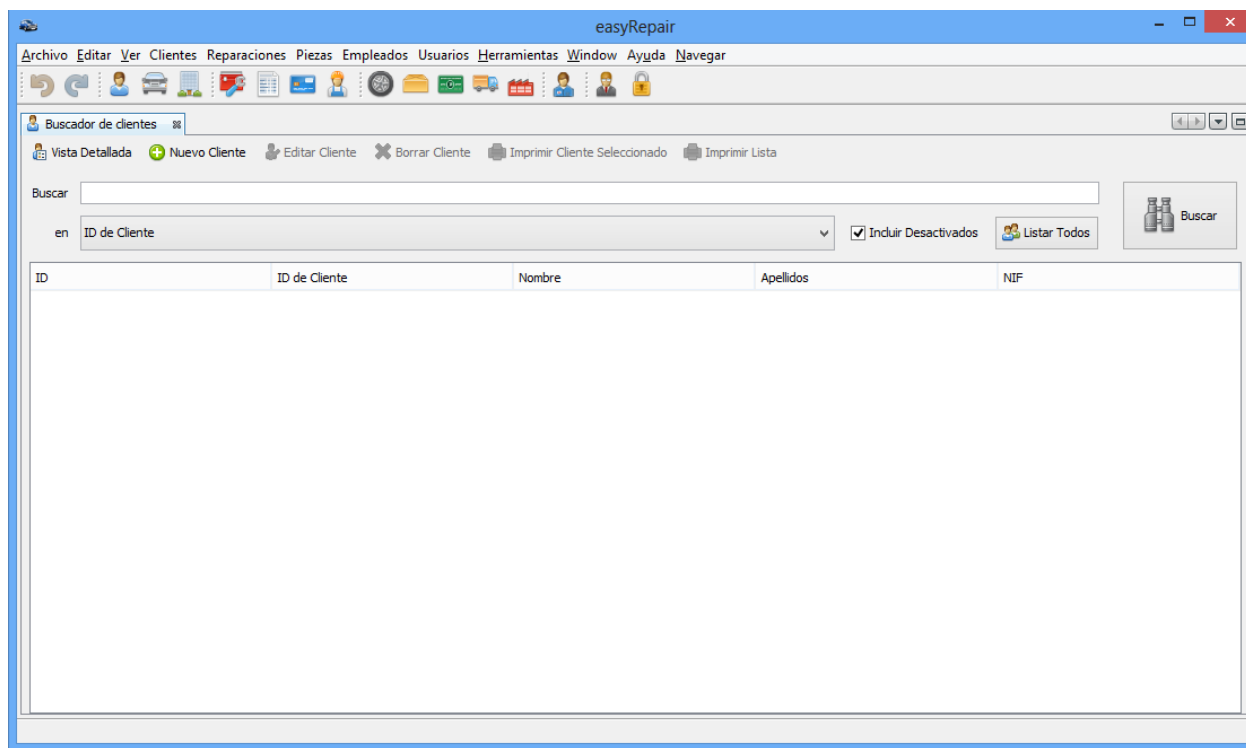 easyRepair
Archivo Editar Ver Clientes Reparaciones Piezas Empleados Usuarios Herramientas Window Ayuda Navegar
Buscador de clientes
Vista Detallada Nuevo Cliente Editar Cliente Borrar Cliente Imprimir Cliente Seleccionado Imprimir Lista
Buscar
Buscar
en ID de Cliente Incluir Desactivados Listar Todos
ID ID de Cliente Nombre Apellidos NIF